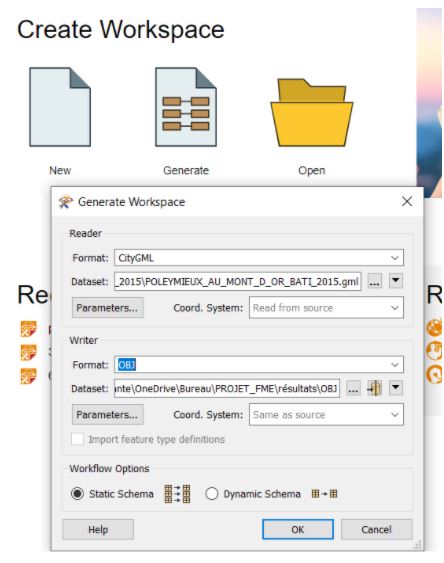 Create Workspace
New
Generate
Open
Generate Workspace
Reader
Format: CityGML
Dataset: _2015\POLEYMIEUX_AU_MONT_D_OR_BATI_2015.gml ...
Parameters... Coord. System: Read from source
Re
R
Writer
Format: OBJ
Dataset: nte\OneDrive\Bureau\PROJET_FME\résultats\OBJ ...
Parameters... Coord. System: Same as source
Import feature type definitions
Workflow Options
Static Schema Dynamic Schema
Help OK Cancel